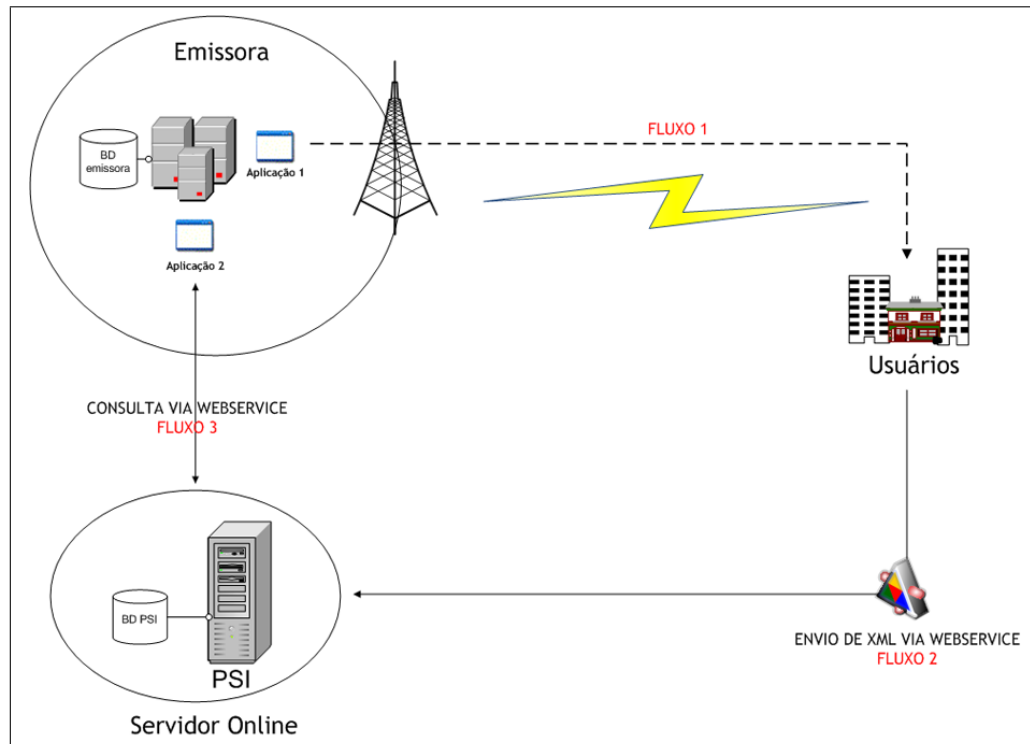 Emissora
FLUXO 1
BD
emissora
Aplicação 1
Aplicação 2
Usuários
CONSULTA VIA WEBSERVICE
FLUXO 3
BD PSI
PSI
ENVIO DE XML VIA WEBSERVICE
FLUXO 2
Servidor Online